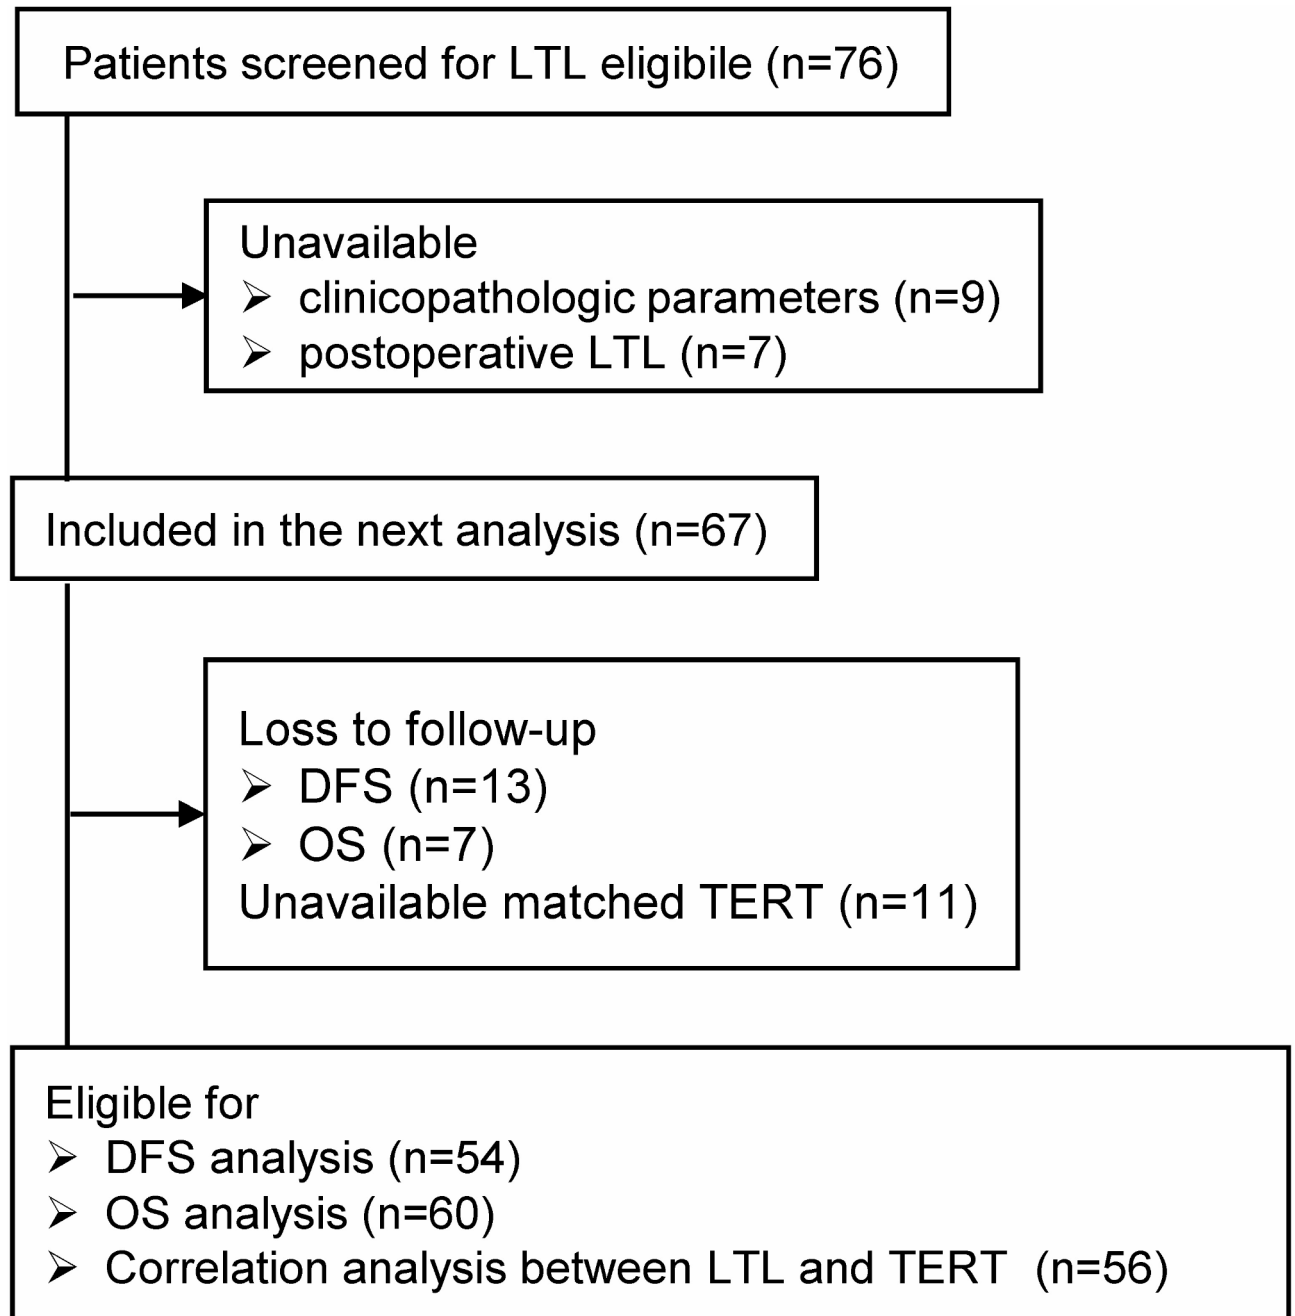 Patients screened for LTL eligibile (n=76)
Unavailable
➢ clinicopathologic parameters (n=9)
➢ postoperative LTL (n=7)
Included in the next analysis (n=67)
Loss to follow-up
➢ DFS (n=13)
➢ OS (n=7)
Unavailable matched TERT (n=11)
Eligible for
➢ DFS analysis (n=54)
➢ OS analysis (n=60)
➢ Correlation analysis between LTL and TERT (n=56)